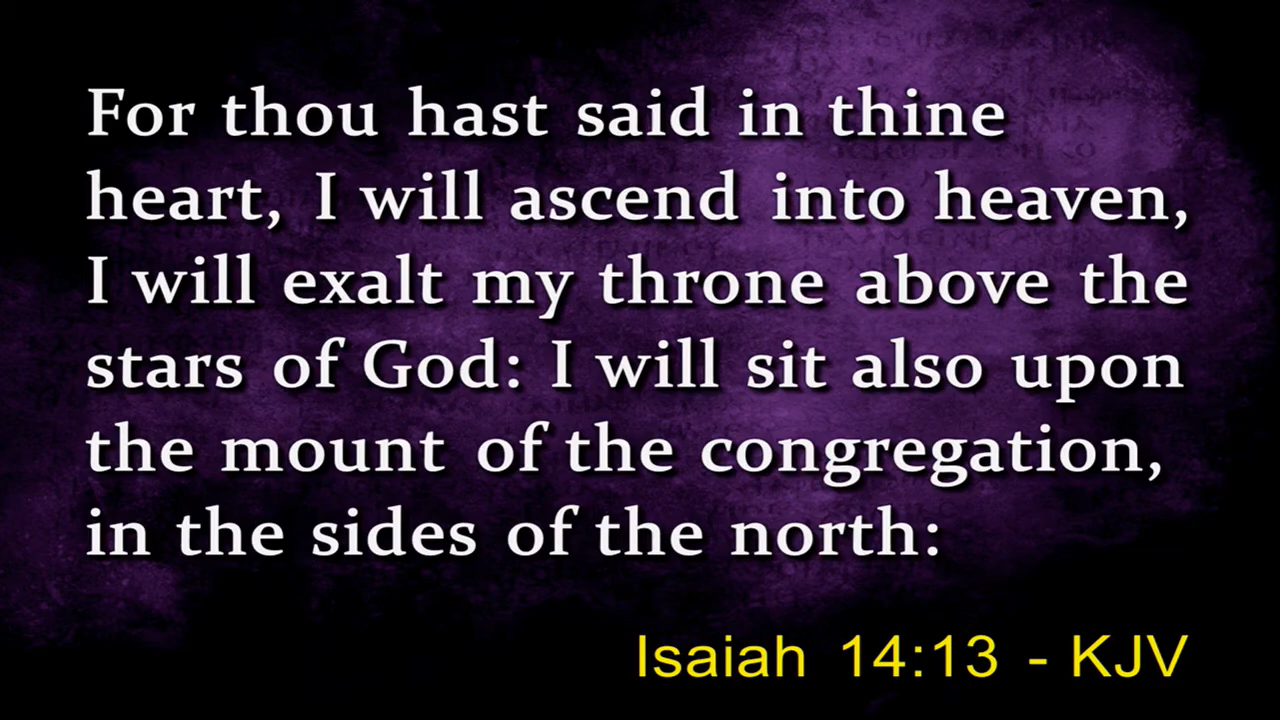 For thou hast said in thine
heart, I will ascend into heaven,
I will exalt my throne above the
stars of God: I will sit also upon
the mount of the congregation,
in the sides of the north:
Isaiah 14:13 - KJV